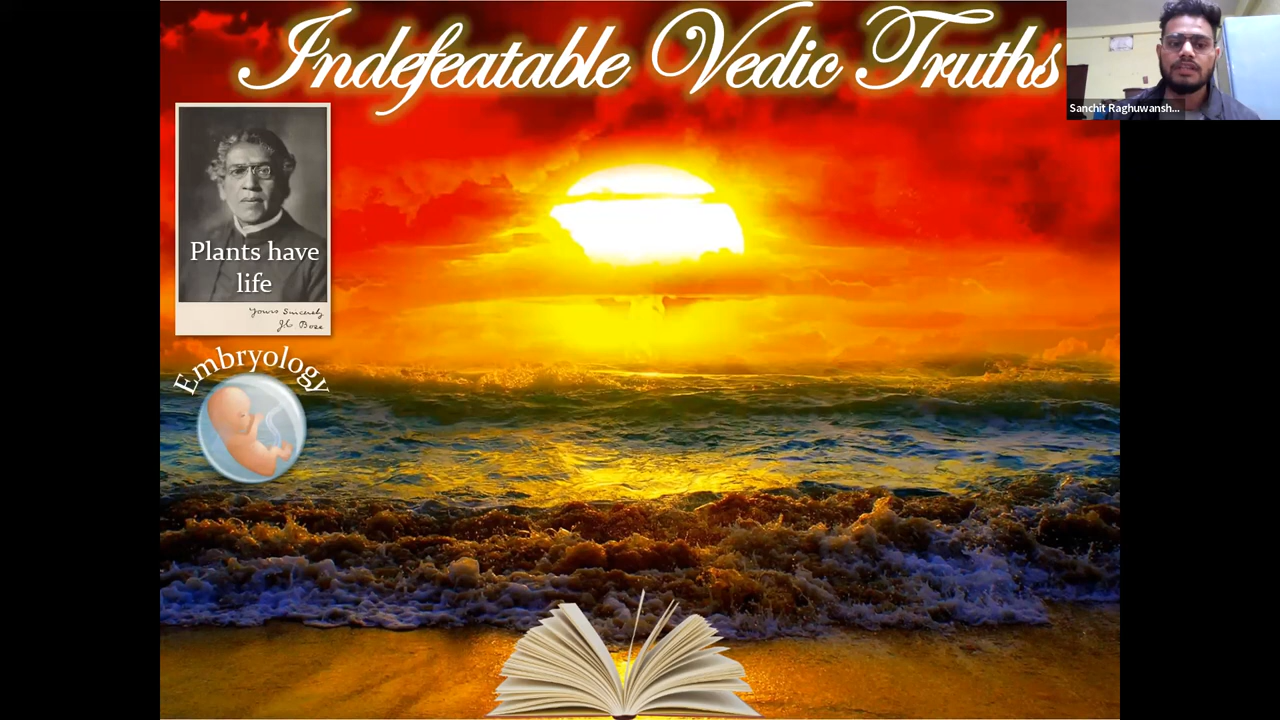 Indefeatable Vedic Truths
Sanchit Raghuwansh...
Plants have
life
Yours Sincerely
J.C. Bose
Embryology